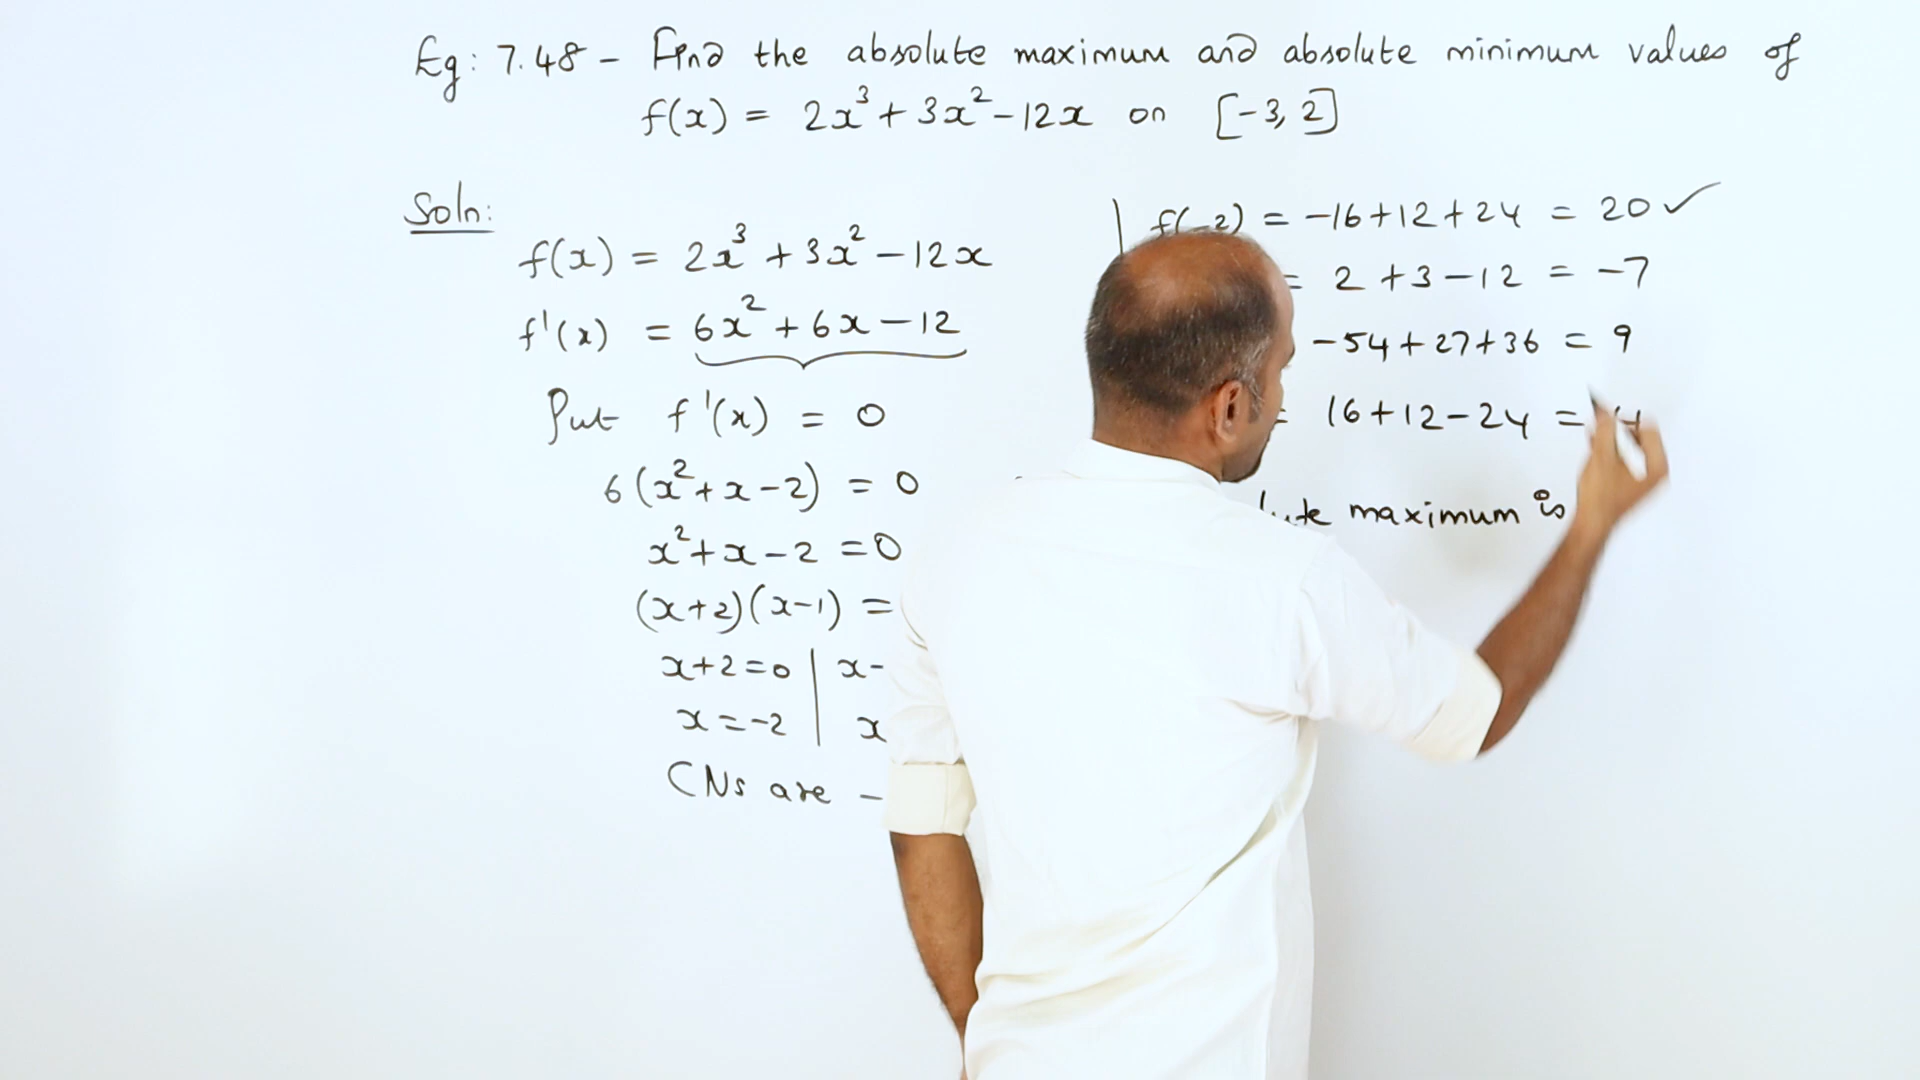 Eg: 7.48 - Find the absolute maximum and absolute minimum values of
f(x) = 2x³ + 3x² - 12x on [-3, 2]
Soln:
f(x) = 2x³ + 3x² - 12x
f'(x) = 6x² + 6x - 12
Put f'(x) = 0
6(x² + x - 2) = 0
x² + x - 2 = 0
(x+2)(x-1) =
x+2=0 | x-
x=-2 | x
CNs are -
f(-2) = -16+12+24 = 20 ✓
= 2 + 3 - 12 = -7
-54+27+36 = 9
= 16+12-24 = 4
maximum is